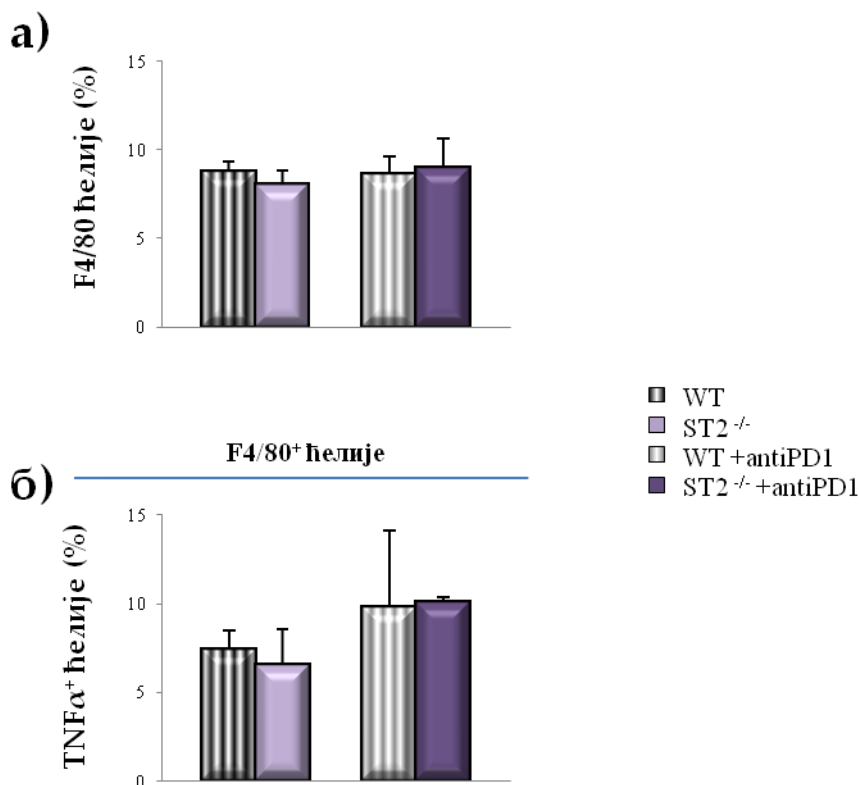 а)
F4/80 ћелије (%)
15
10
5
0
WT
ST2 -/-
WT +antiPD1
ST2 -/- +antiPD1
F4/80+ ћелије
б)
TNFα+ ћелије (%)
15
10
5
0